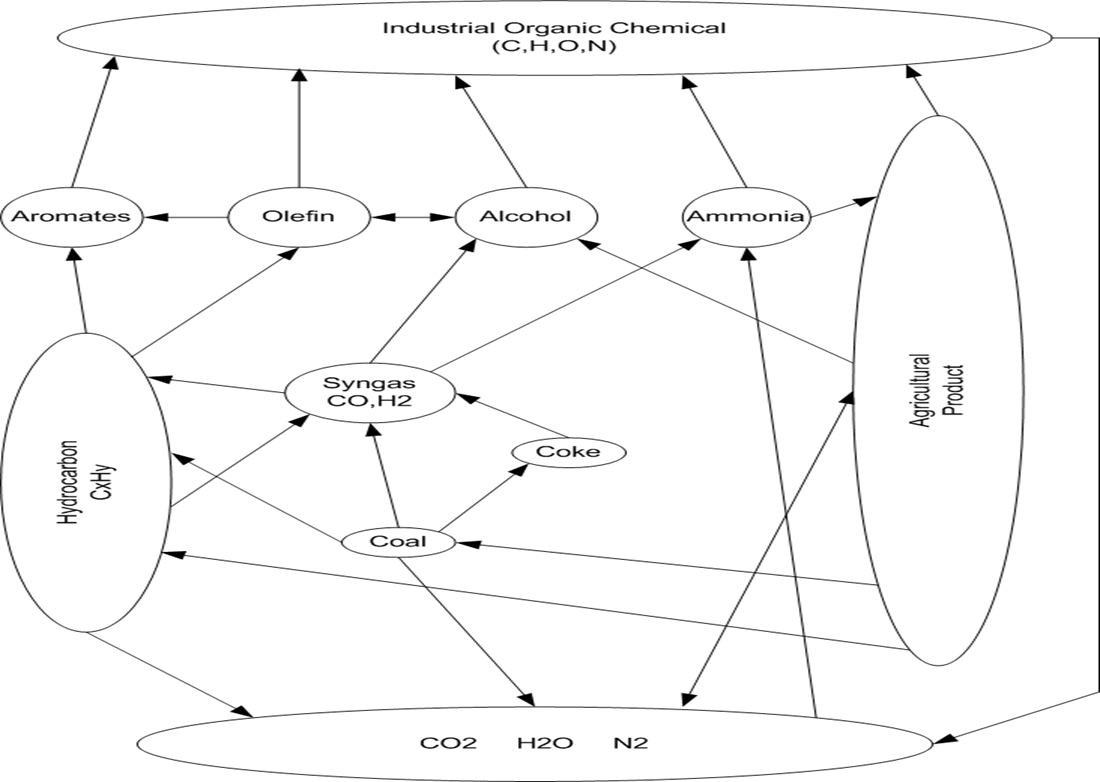 Industrial Organic Chemical
(C,H,O,N)
Aromates
Olefin
Alcohol
Ammonia
Syngas
CO,H2
Agricultural
Product
Coke
Hydrocarbon
CxHy
Coal
CO2 H2O N2